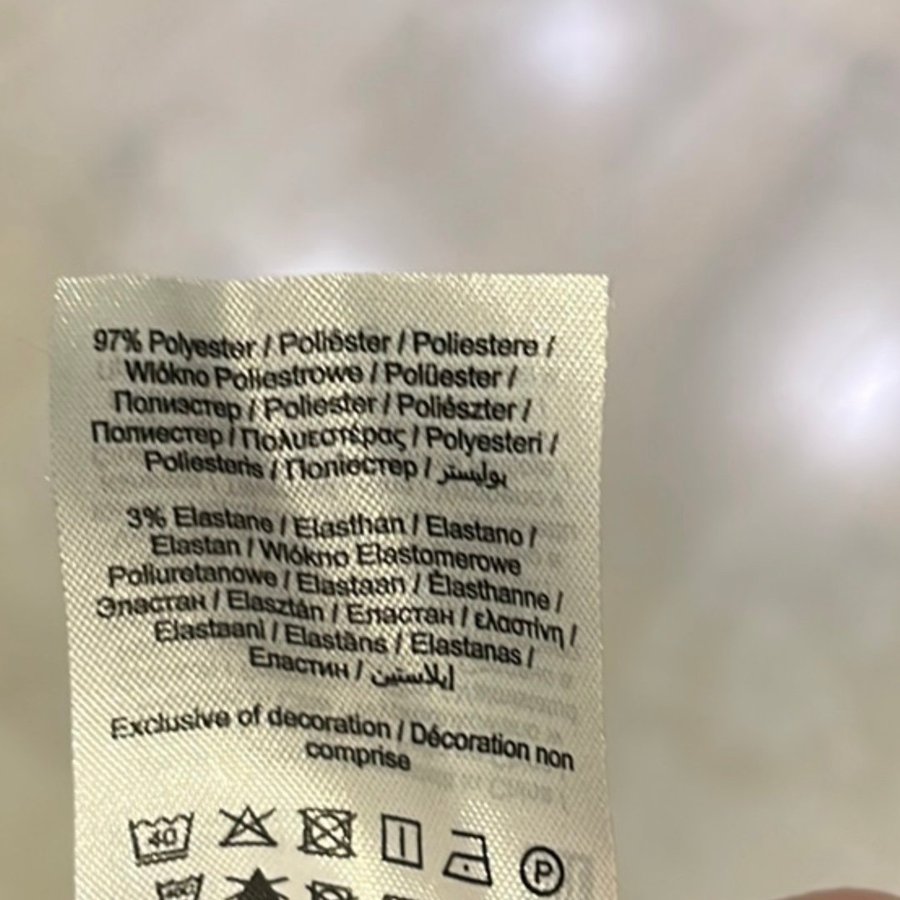 97% Polyester / Poliêster / Poliestere /
Włókno Poliestrowe / Polüester /
Полиэстер / Poliester / Poliészter /
Полиестер / Πολυεστέρας / Polyesteri /
Poliesteris / Поліестер / بوليستر
3% Elastane / Elasthan / Elastano /
Elastan / Włókno Elastomerowe
Poliuretanowe / Elastaan / Élasthanne /
Эластан / Elasztán / Еластан / ελαστίνη /
Elastaani / Elastāns / Elastanas /
Еластин / إيلاستين
Exclusive of decoration / Décoration non
comprise
40
P